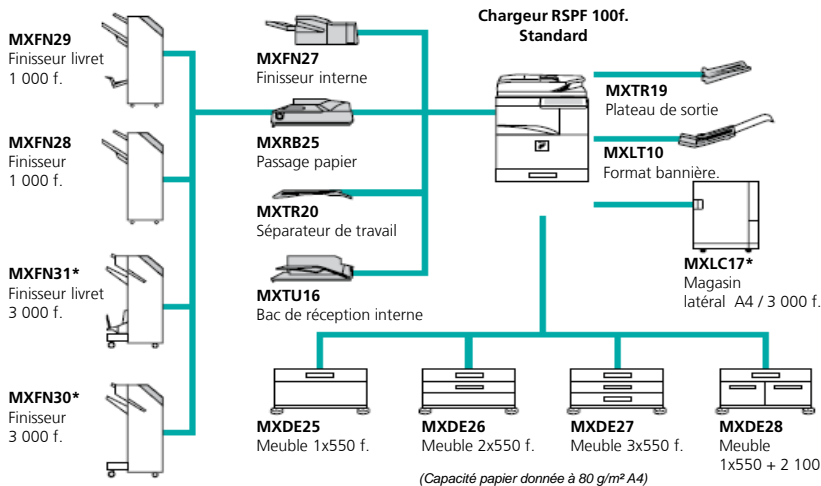 Chargeur RSPF 100f.
Standard
MXFN29
Finisseur livret
1 000 f.
MXFN28
Finisseur
1 000 f.
MXFN31*
Finisseur livret
3 000 f.
MXFN30*
Finisseur
3 000 f.
MXFN27
Finisseur interne
MXRB25
Passage papier
MXTR20
Séparateur de travail
MXTU16
Bac de réception interne
MXTR19
Plateau de sortie
MXLT10
Format bannière.
MXLC17*
Magasin
latéral A4 / 3 000 f.
MXDE25
Meuble 1x550 f.
MXDE26
Meuble 2x550 f.
MXDE27
Meuble 3x550 f.
MXDE28
Meuble
1x550 + 2 100
(Capacité papier donnée à 80 g/m² A4)